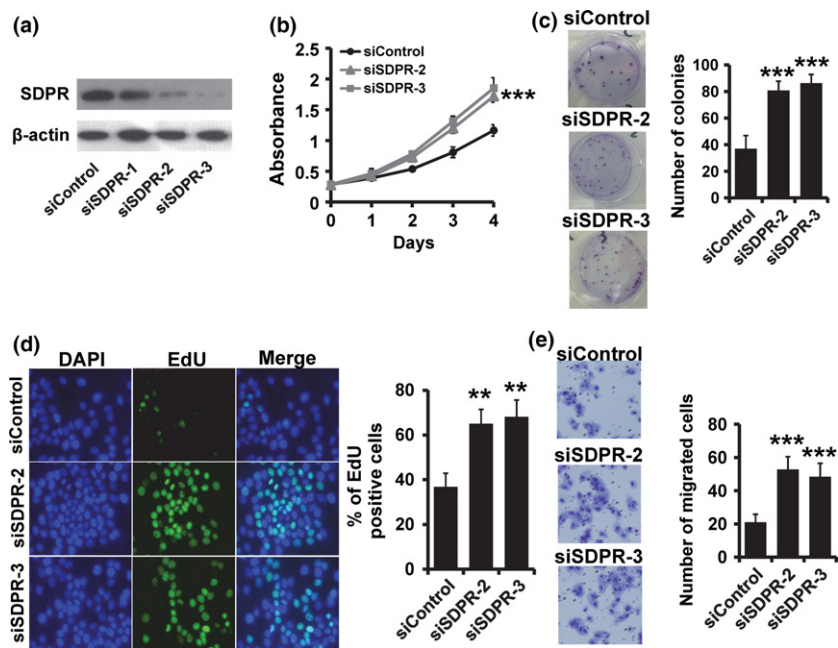 (a)
SDPR
β-actin
siControl
siSDPR-1
siSDPR-2
siSDPR-3
(b)
siControl
siSDPR-2
siSDPR-3
Absorbance
2.5
2
1.5
1
0.5
0
0 1 2 3 4
Days
***
(c)
siControl
siSDPR-2
siSDPR-3
Number of colonies
100
80
60
40
20
0
***
***
siControl
siSDPR-2
siSDPR-3
(d)
DAPI EdU Merge
siControl
siSDPR-2
siSDPR-3
% of EdU
positive cells
80
60
40
20
0
**
**
siControl
siSDPR-2
siSDPR-3
(e)
siControl
siSDPR-2
siSDPR-3
Number of migrated cells
100
80
60
40
20
0
***
***
siControl
siSDPR-2
siSDPR-3